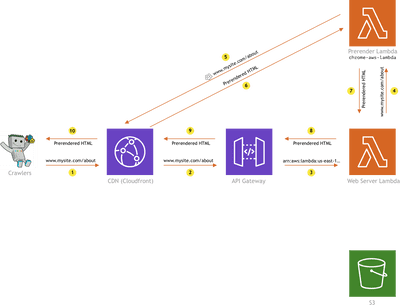 Prerender Lambda
chrome-aws-lambda
5
www.mysite.com/about
6
Prerendered HTML
7
Prerendered HTML
www.mysite.com/about
4
10
Prerendered HTML
9
Prerendered HTML
8
Prerendered HTML
www.mysite.com/about
1
www.mysite.com/about
2
arn:aws:lambda:us-east-1...
3
Crawlers
CDN (Cloudfront)
API Gateway
Web Server Lambda
S3